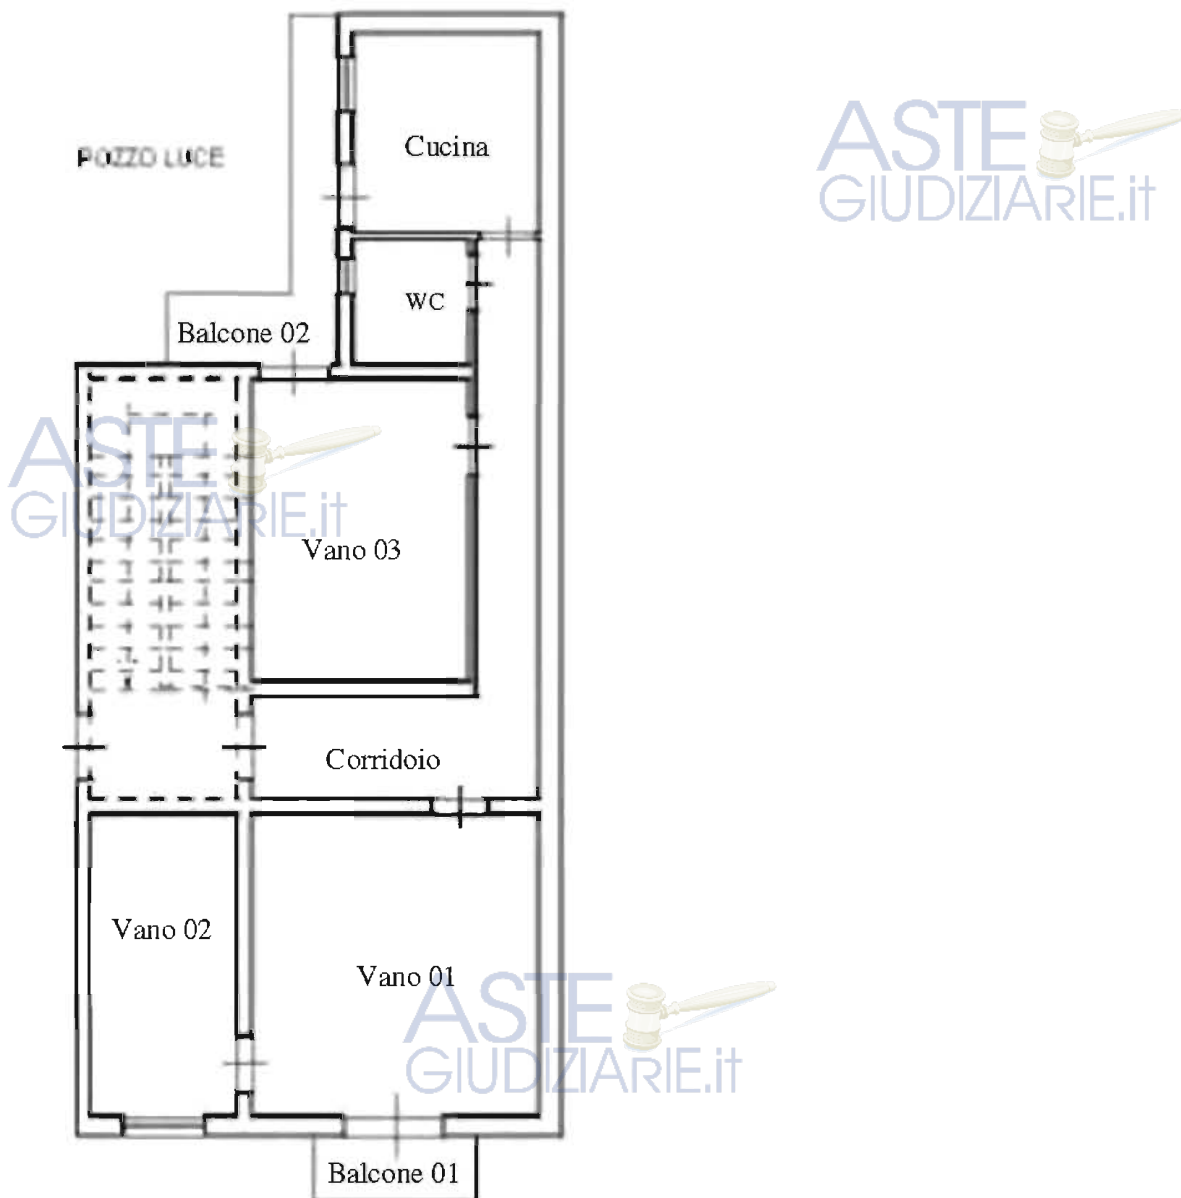 ASTE
GIUDIZIARIE.it
Cucina
POZZO LUCE
WC
Balcone 02
ASTE
GIUDIZIARIE.it
Vano 03
Corridoio
Vano 02
Vano 01
ASTE
GIUDIZIARIE.it
Balcone 01